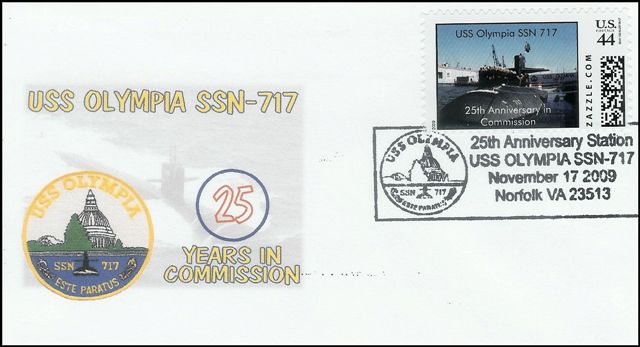 USS OLYMPIA SSN-717
USS OLYMPIA
SSN 717
ESTE PARATUS
25
YEARS IN
COMMISSION
USS Olympia SSN 717
25th Anniversary in
Commission
U.S.
POSTAGE
44
ZAZZLE.COM
USS OLYMPIA
SSN 717
ESTE PARATUS
25th Anniversary Station
USS OLYMPIA SSN-717
November 17 2009
Norfolk VA 23513